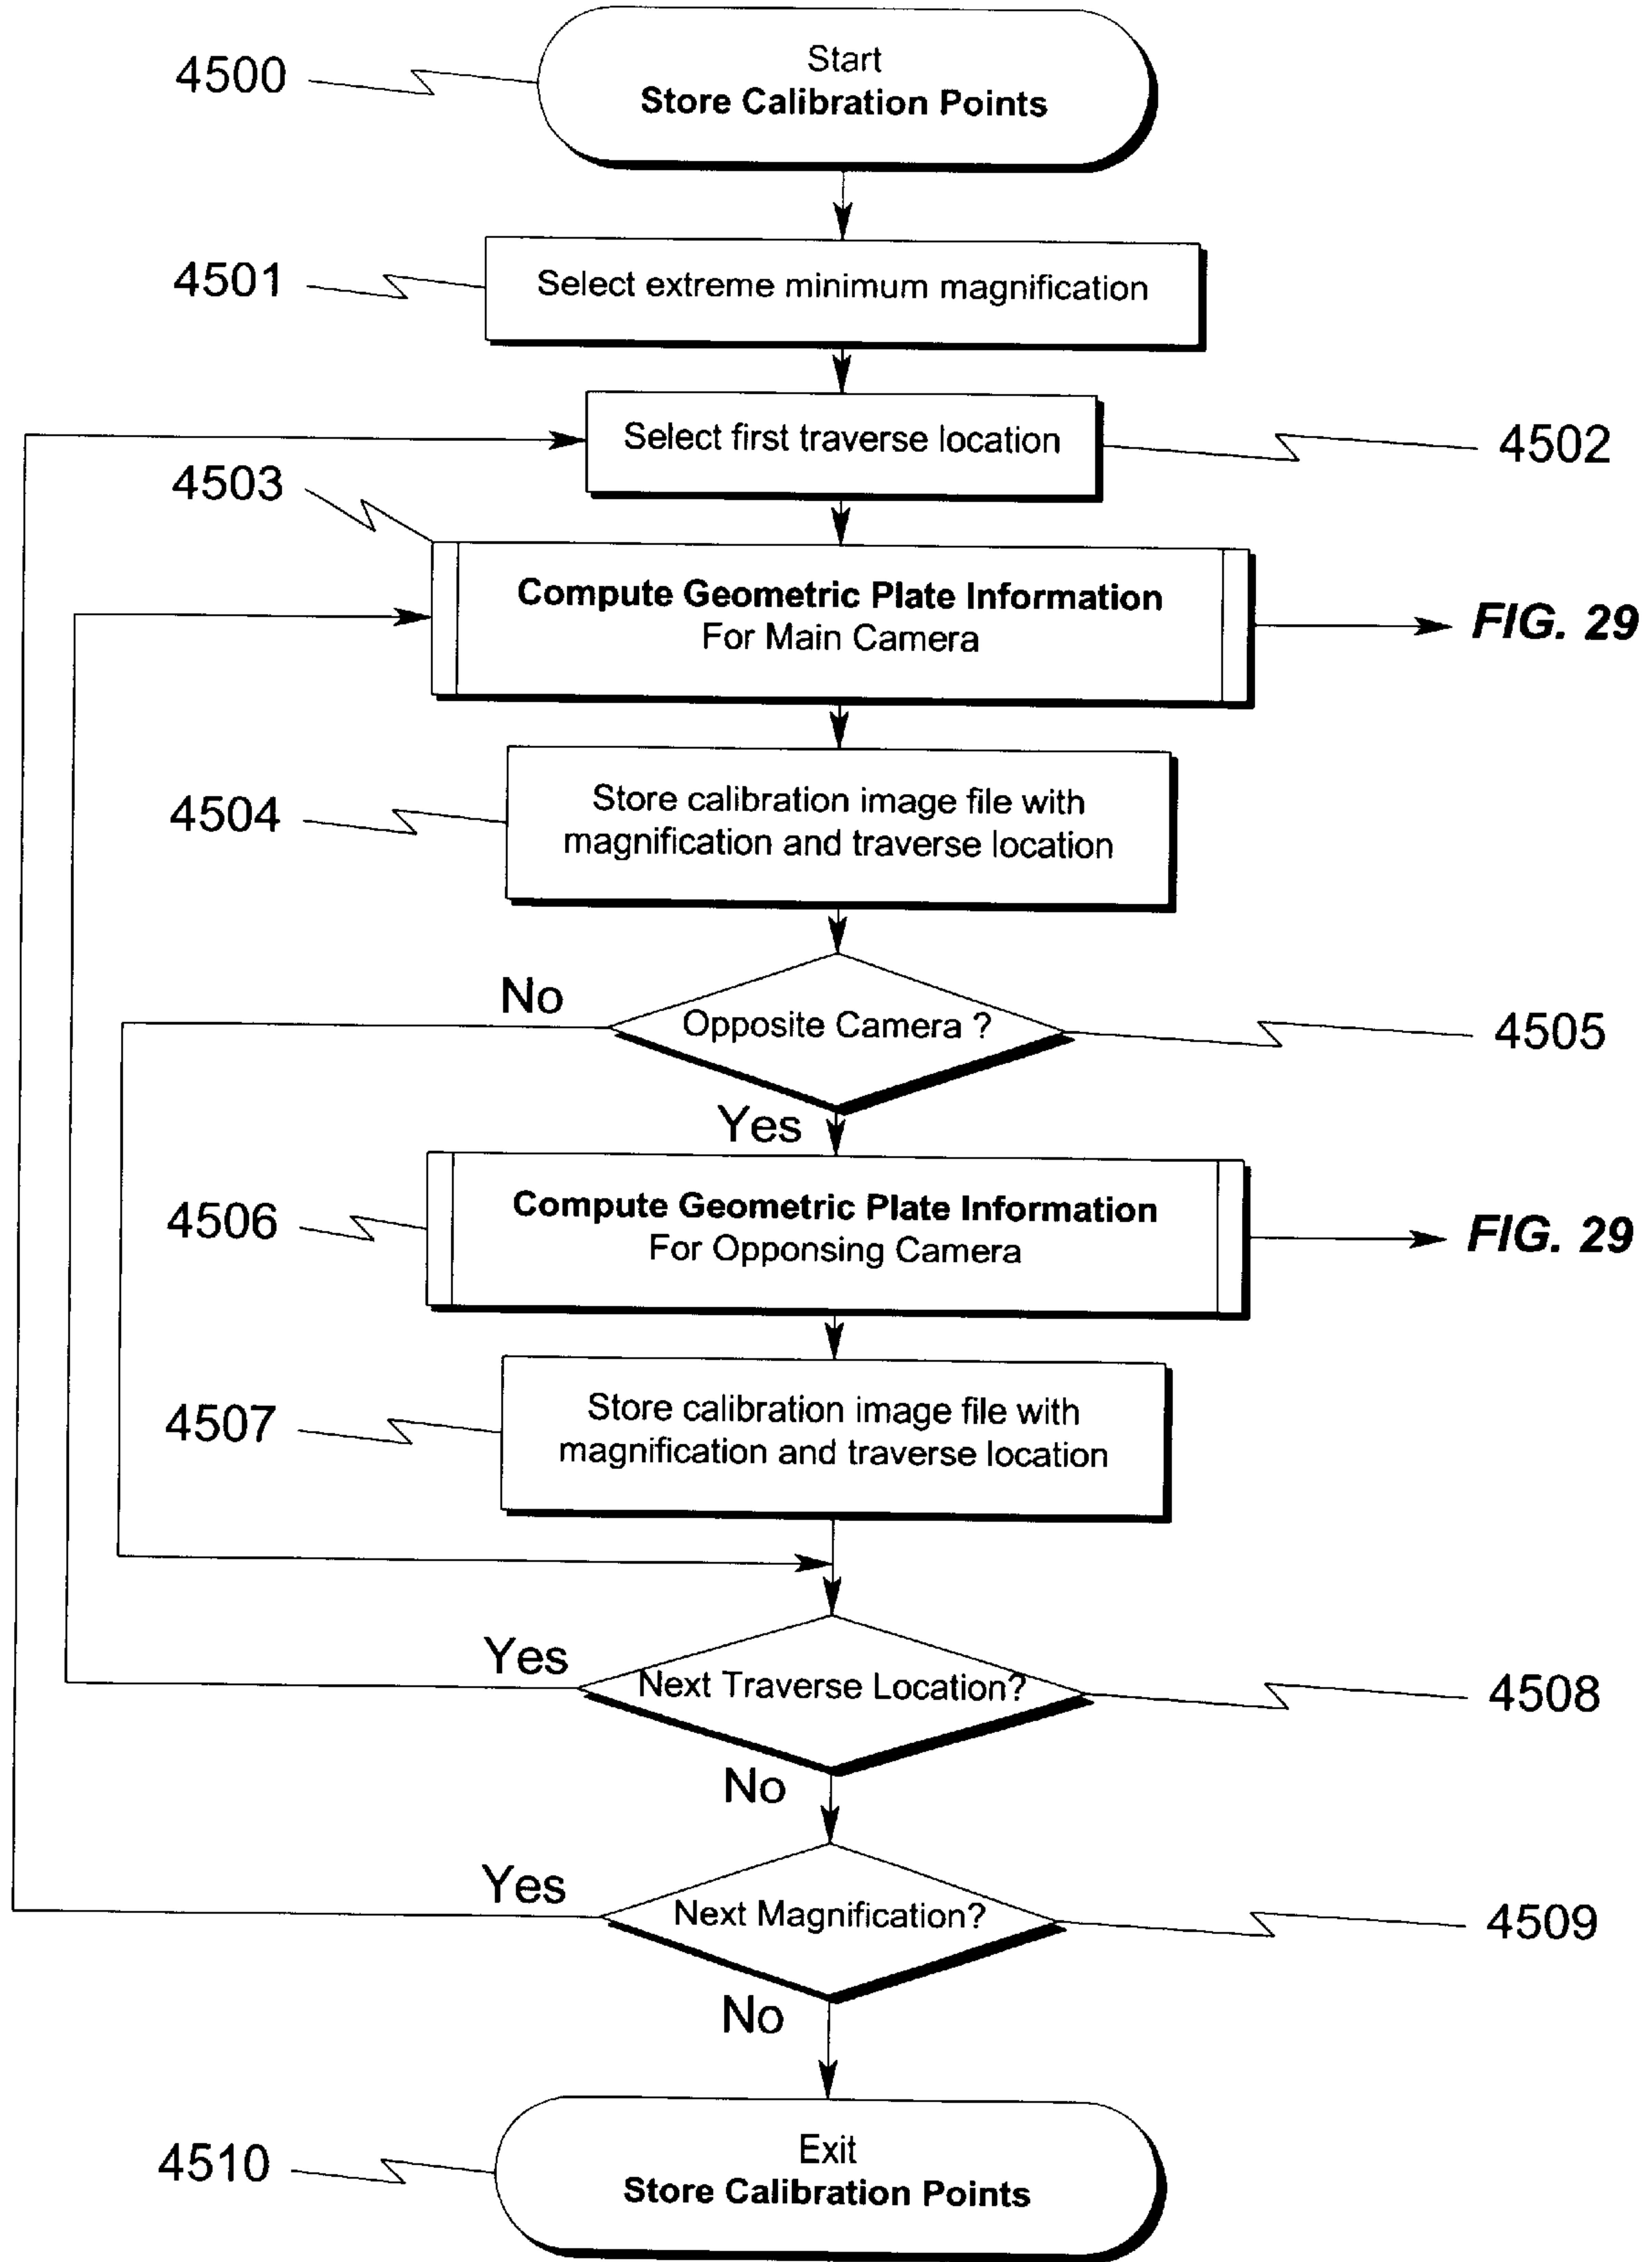 4500
Start
Store Calibration Points
4501
Select extreme minimum magnification
Select first traverse location
4502
4503
Compute Geometric Plate Information
For Main Camera
FIG. 29
4504
Store calibration image file with
magnification and traverse location
No
Opposite Camera ?
4505
Yes
4506
Compute Geometric Plate Information
For Opponsing Camera
FIG. 29
4507
Store calibration image file with
magnification and traverse location
Yes
Next Traverse Location?
4508
No
Yes
Next Magnification?
4509
No
4510
Exit
Store Calibration Points